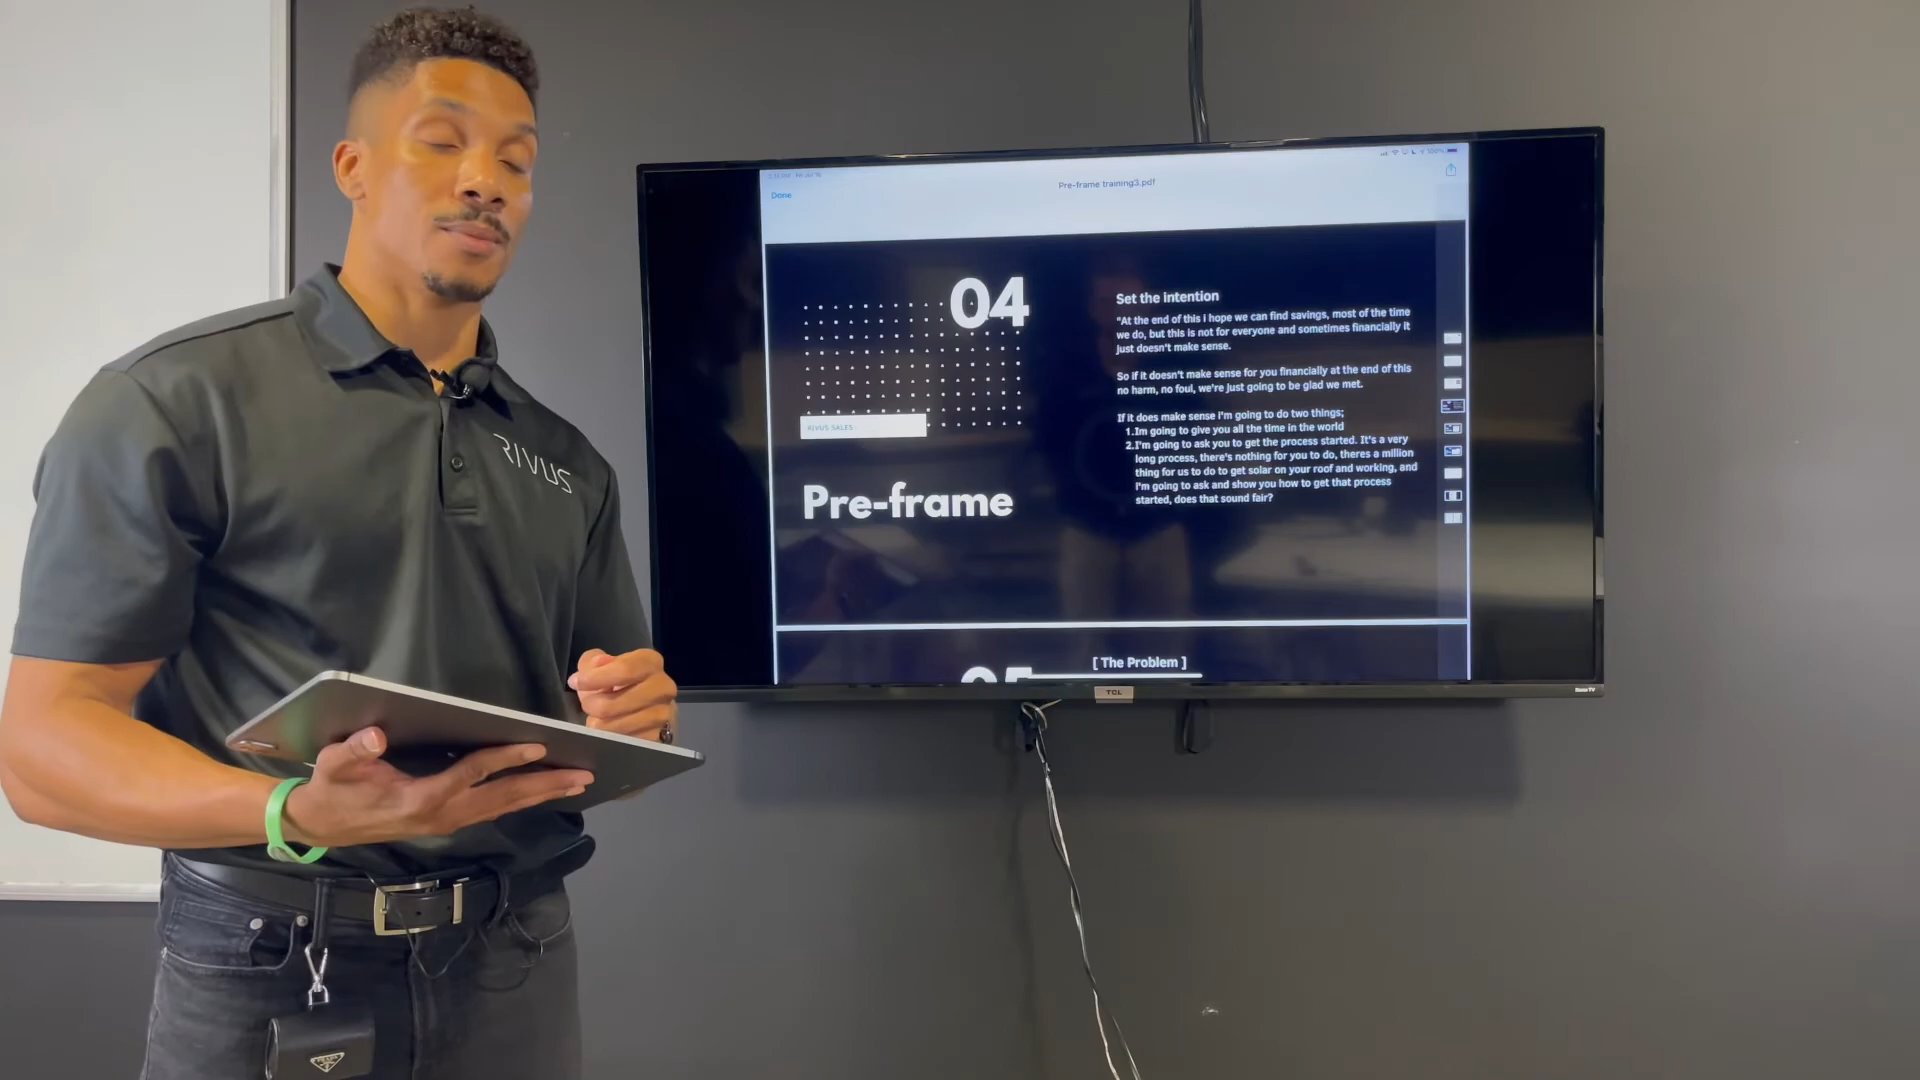 RIVUS
Done
Pre-frame training3.pdf
100%
04
RIVUS SALES
Pre-frame
Set the intention
"At the end of this i hope we can find savings, most of the time
we do, but this is not for everyone and sometimes financially it
just doesn't make sense.
So if it doesn't make sense for you financially at the end of this
no harm, no foul, we're just going to be glad we met.
If it does make sense I'm going to do two things;
1.Im going to give you all the time in the world
2.I'm going to ask you to get the process started. It's a very
long process, there's nothing for you to do, theres a million
thing for us to do to get solar on your roof and working, and
I'm going to ask and show you how to get that process
started, does that sound fair?
05
[ The Problem ]
TCL
Roku TV
PRADA